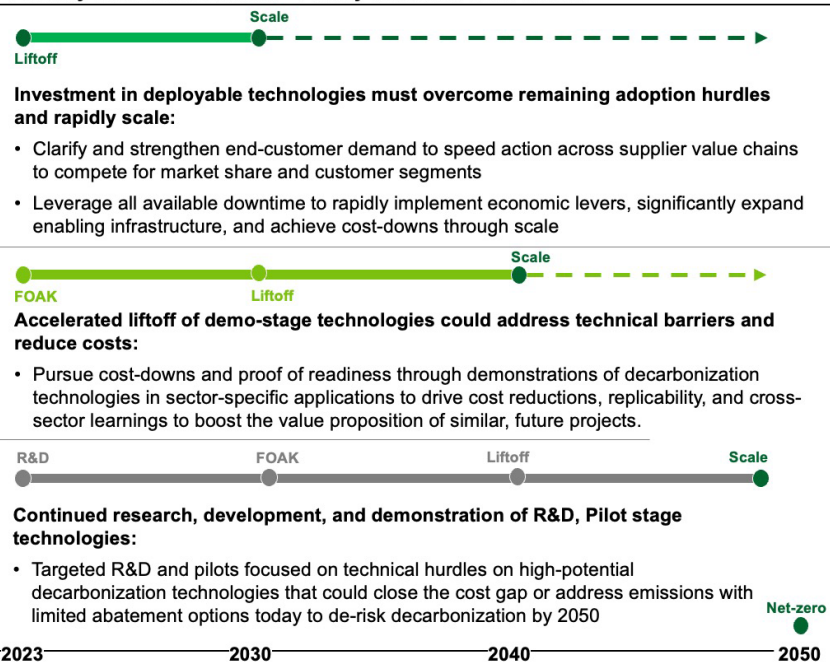 Scale
Liftoff
Investment in deployable technologies must overcome remaining adoption hurdles
and rapidly scale:
• Clarify and strengthen end-customer demand to speed action across supplier value chains
to compete for market share and customer segments
• Leverage all available downtime to rapidly implement economic levers, significantly expand
enabling infrastructure, and achieve cost-downs through scale
Scale
FOAK Liftoff
Accelerated liftoff of demo-stage technologies could address technical barriers and
reduce costs:
• Pursue cost-downs and proof of readiness through demonstrations of decarbonization
technologies in sector-specific applications to drive cost reductions, replicability, and cross-
sector learnings to boost the value proposition of similar, future projects.
R&D FOAK Liftoff Scale
Continued research, development, and demonstration of R&D, Pilot stage
technologies:
• Targeted R&D and pilots focused on technical hurdles on high-potential
decarbonization technologies that could close the cost gap or address emissions with
limited abatement options today to de-risk decarbonization by 2050
Net-zero
2023 2030 2040 2050